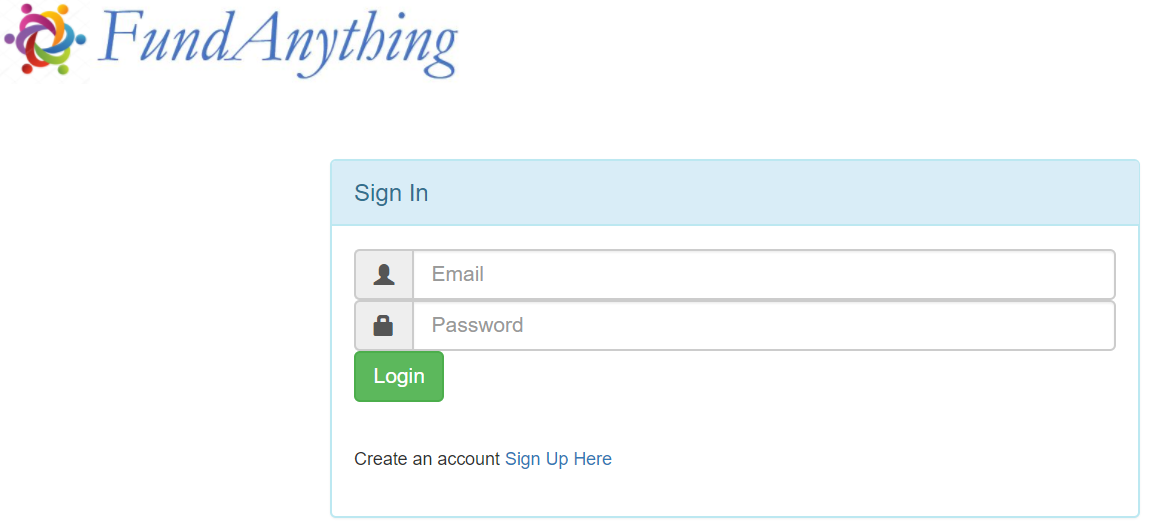 FundAnything
Sign In
Email
Password
Login
Create an account Sign Up Here